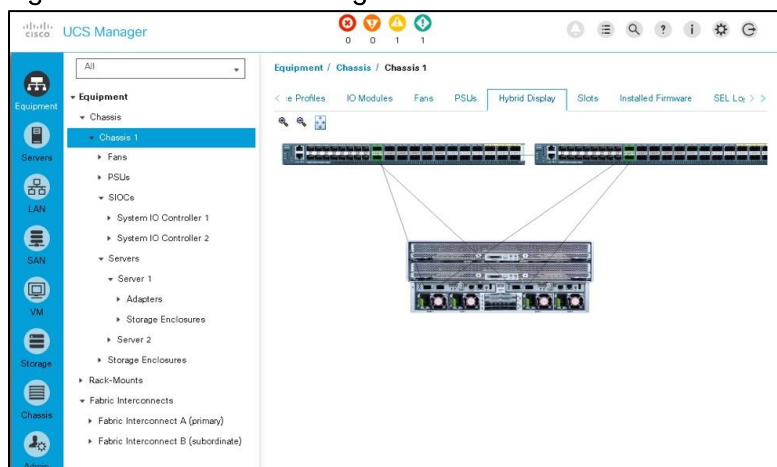 cisco
UCS Manager
0 0 1 1
All
Equipment / Chassis / Chassis 1
Equipment
Servers
LAN
SAN
VM
Storage
Chassis
Equipment
Chassis
Chassis 1
Fans
PSUs
SIOCs
System IO Controller 1
System IO Controller 2
Servers
Server 1
Adapters
Storage Enclosures
Server 2
Storage Enclosures
Rack-Mounts
Fabric Interconnects
Fabric Interconnect A (primary)
Fabric Interconnect B (subordinate)
< :e Profiles IO Modules Fans PSUs Hybrid Display Slots Installed Firmware SEL Log > >